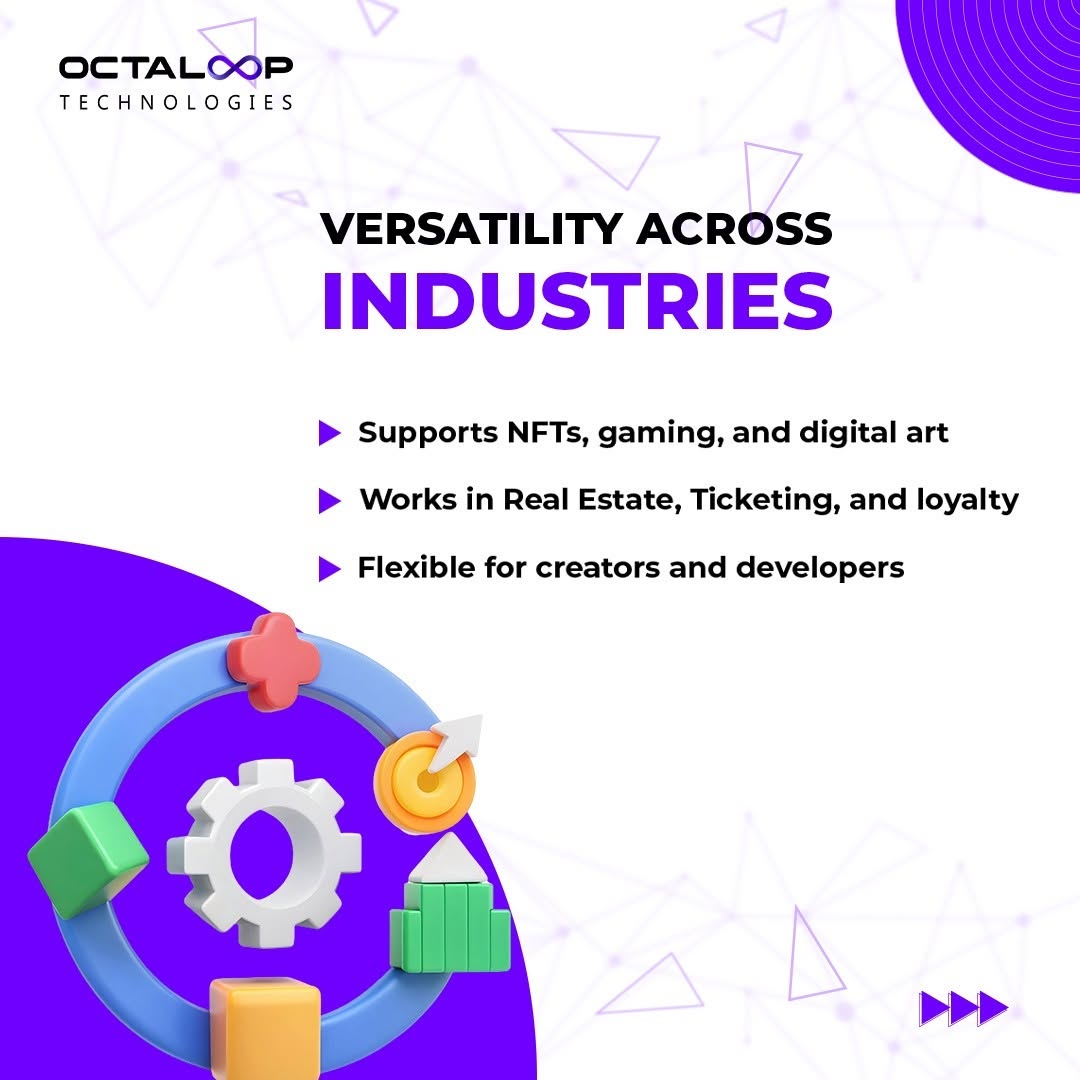 OCTALOOP
TECHNOLOGIES
VERSATILITY ACROSS
INDUSTRIES
Supports NFTs, gaming, and digital art
Works in Real Estate, Ticketing, and loyalty
Flexible for creators and developers